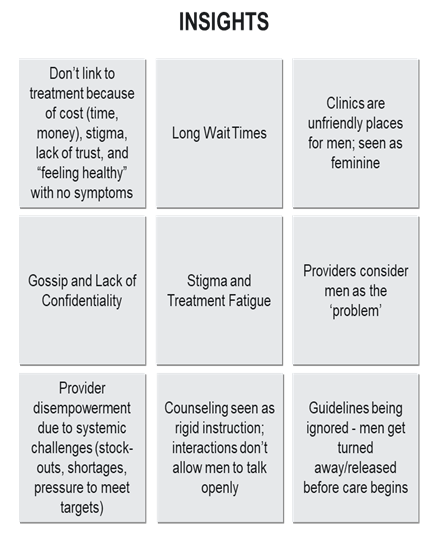 INSIGHTS
Don't link to
treatment because
of cost (time,
money), stigma,
lack of trust, and
“feeling healthy”
with no symptoms
Long Wait Times
Clinics are
unfriendly places
for men; seen as
feminine
Gossip and Lack of
Confidentiality
Stigma and
Treatment Fatigue
Providers consider
men as the
‘problem’
Provider
disempowerment
due to systemic
challenges (stock-
outs, shortages,
pressure to meet
targets)
Counseling seen as
rigid instruction;
interactions don't
allow men to talk
openly
Guidelines being
ignored - men get
turned
away/released
before care begins